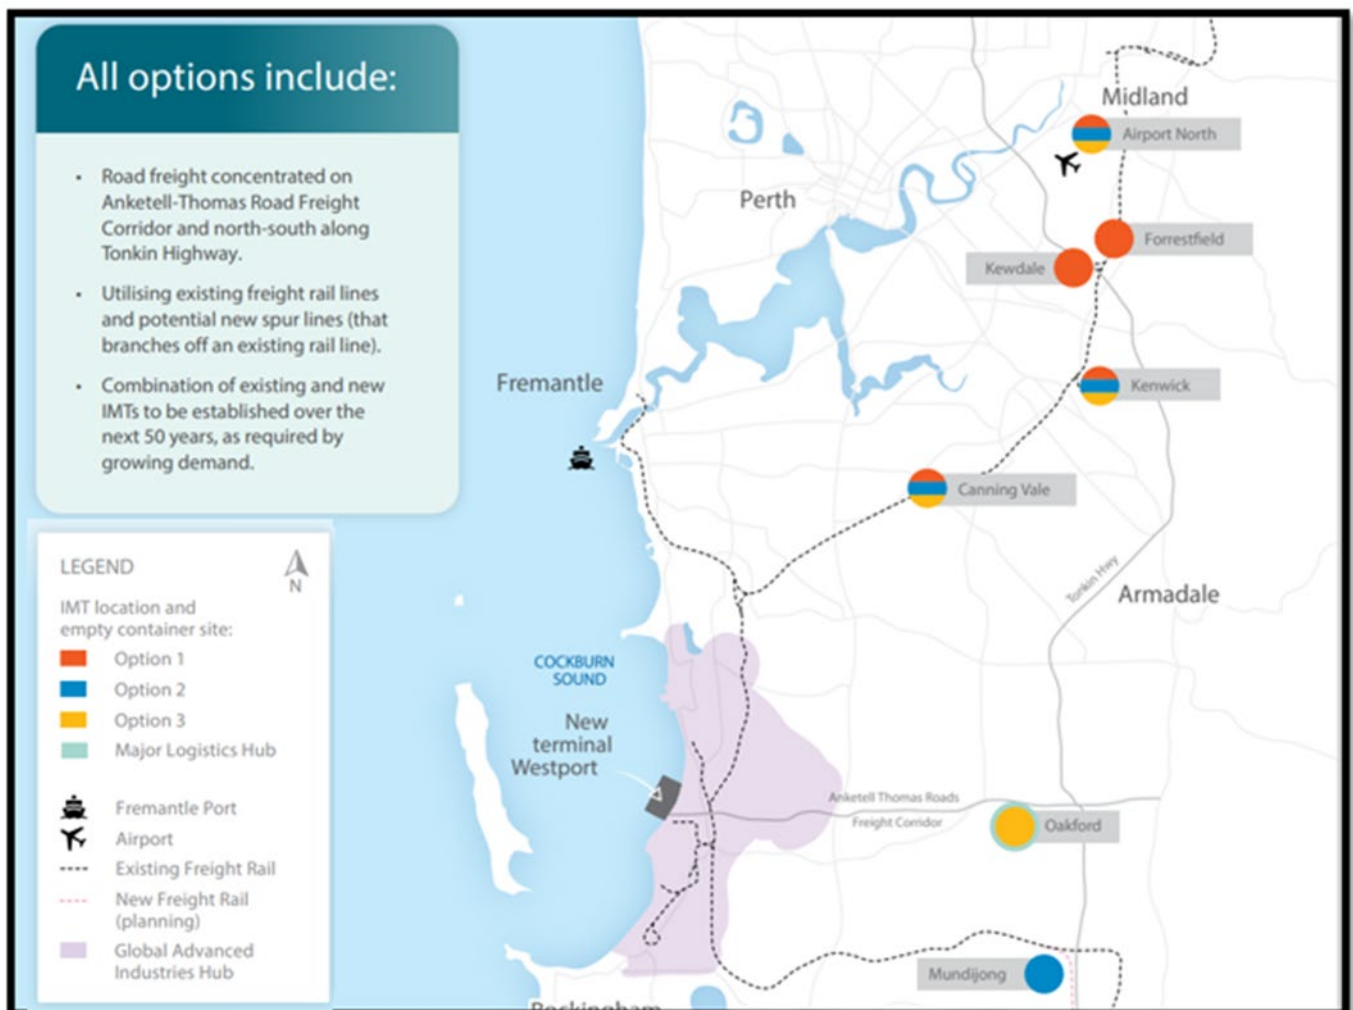 All options include:
• Road freight concentrated on
Anketell-Thomas Road Freight
Corridor and north-south along
Tonkin Highway.
• Utilising existing freight rail lines
and potential new spur lines (that
branches off an existing rail line).
• Combination of existing and new
IMTs to be established over the
next 50 years, as required by
growing demand.
LEGEND
N
IMT location and
empty container site:
Option 1
Option 2
Option 3
Major Logistics Hub
Fremantle Port
Airport
Existing Freight Rail
New Freight Rail
(planning)
Global Advanced
Industries Hub
Midland
Airport North
Perth
Forrestfield
Kewdale
Fremantle
Kenwick
Canning Vale
Tonkin Hwy
Armadale
COCKBURN
SOUND
New
terminal
Westport
Anketell Thomas Roads
Freight Corridor
Oakford
Mundijong
Rockingham